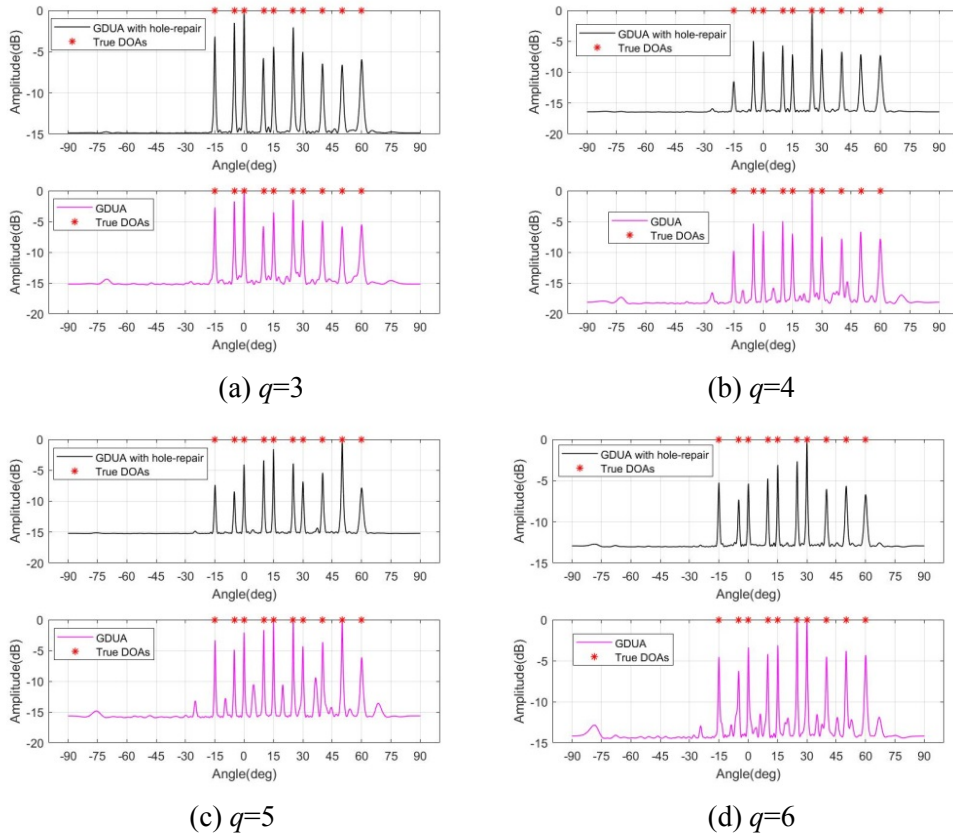 0
-5
-10
-15
Amplitude(dB)
GDUA with hole-repair
True DOAs
-90 -75 -60 -45 -30 -15 0 15 30 45 60 75 90
Angle(deg)
0
-5
-10
-15
-20
Amplitude(dB)
GDUA
True DOAs
-90 -75 -60 -45 -30 -15 0 15 30 45 60 75 90
Angle(deg)
(a) q=3
0
-5
-10
-15
-20
Amplitude(dB)
GDUA with hole-repair
True DOAs
-90 -75 -60 -45 -30 -15 0 15 30 45 60 75 90
Angle(deg)
0
-5
-10
-15
-20
Amplitude(dB)
GDUA
True DOAs
-90 -75 -60 -45 -30 -15 0 15 30 45 60 75 90
Angle(deg)
(b) q=4
0
-5
-10
-15
-20
Amplitude(dB)
GDUA with hole-repair
True DOAs
-90 -75 -60 -45 -30 -15 0 15 30 45 60 75 90
Angle(deg)
0
-5
-10
-15
-20
Amplitude(dB)
GDUA
True DOAs
-90 -75 -60 -45 -30 -15 0 15 30 45 60 75 90
Angle(deg)
(c) q=5
0
-5
-10
-15
Amplitude(dB)
GDUA with hole-repair
True DOAs
-90 -75 -60 -45 -30 -15 0 15 30 45 60 75 90
Angle(deg)
0
-5
-10
-15
Amplitude(dB)
GDUA
True DOAs
-90 -75 -60 -45 -30 -15 0 15 30 45 60 75 90
Angle(deg)
(d) q=6